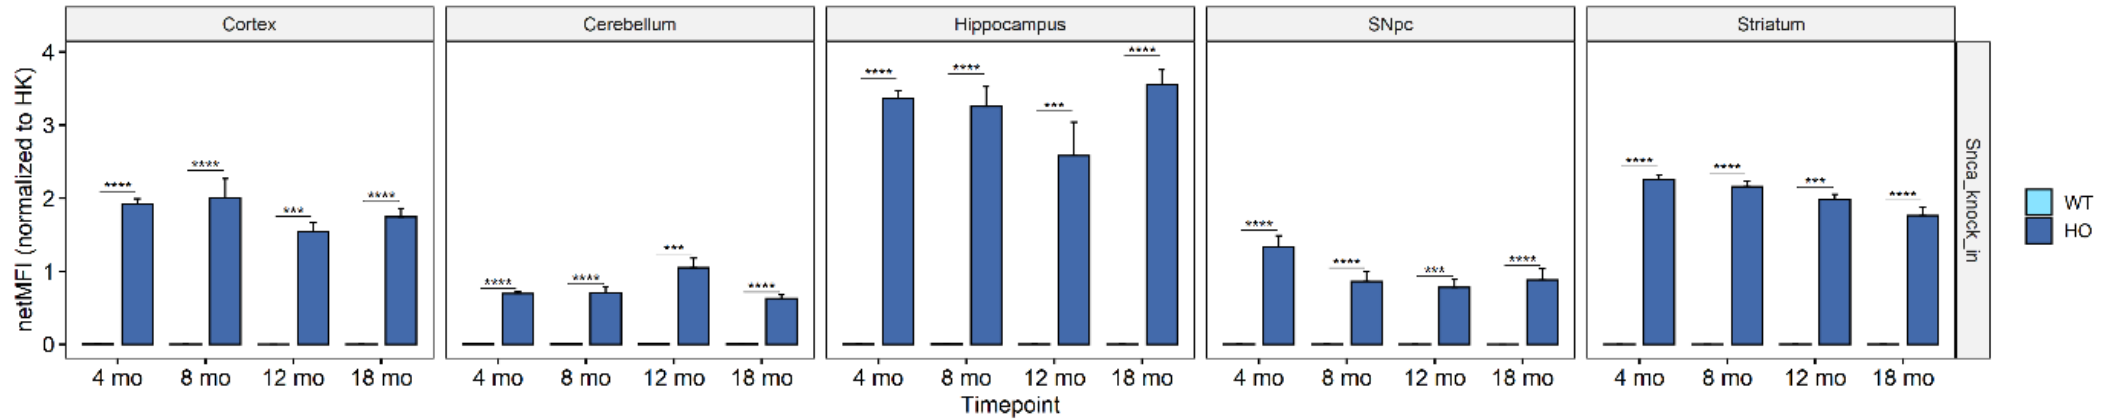 Cortex
Cerebellum
Hippocampus
SNpc
Striatum
netMFI (normalized to HK)
4
3
2
1
0
**** **** *** ****
**** **** *** ****
**** **** *** ****
**** **** *** ****
**** **** *** ****
Snca_knock_in
4 mo 8 mo 12 mo 18 mo
4 mo 8 mo 12 mo 18 mo
4 mo 8 mo 12 mo 18 mo
4 mo 8 mo 12 mo 18 mo
4 mo 8 mo 12 mo 18 mo
Timepoint
WT
HO